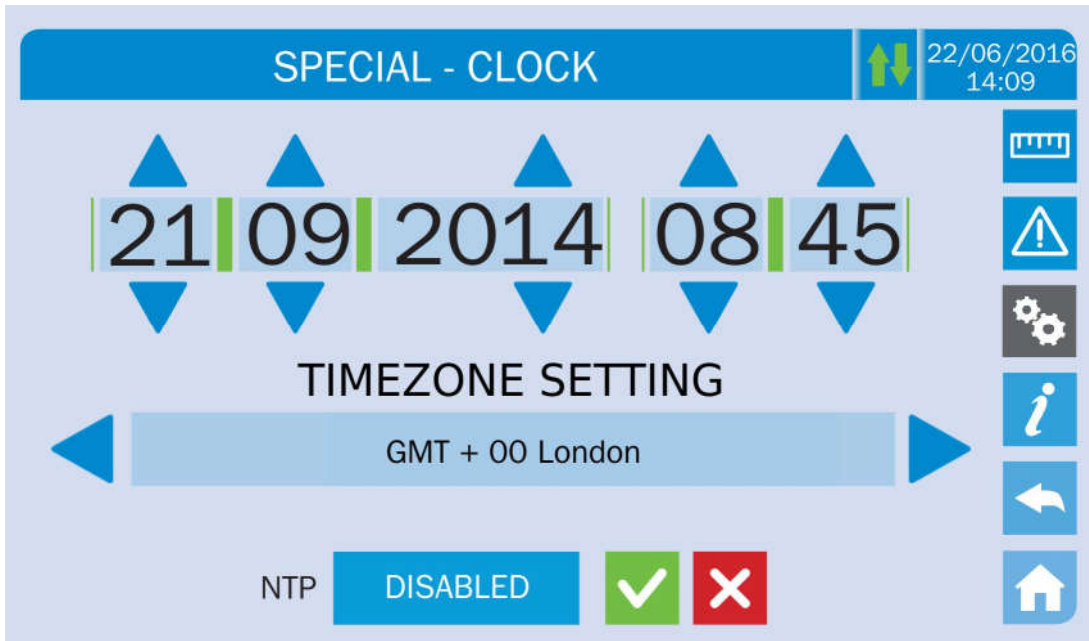 SPECIAL - CLOCK
22/06/2016
14:09
21 09 2014 08 45
TIMEZONE SETTING
GMT + 00 London
NTP DISABLED